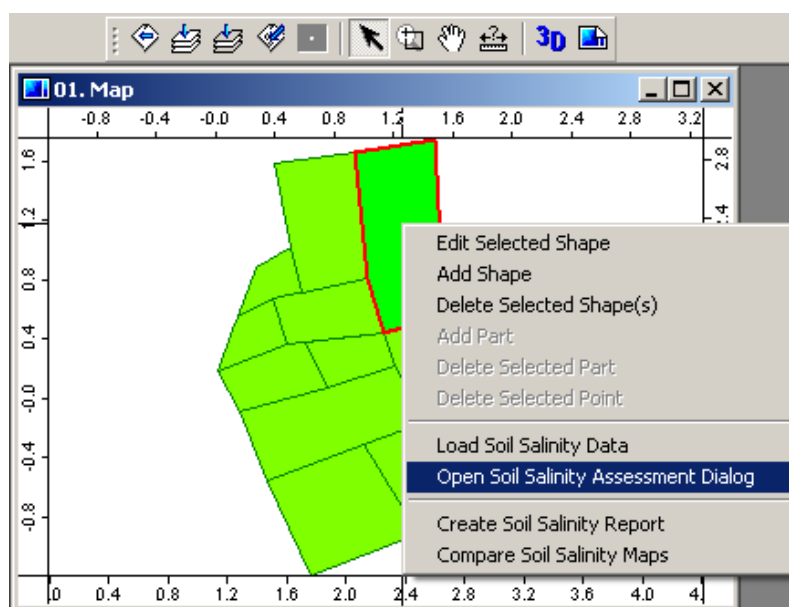 3D
01. Map
-0.8 -0.4 -0.0 0.4 0.8 1.2 1.6 2.0 2.4 2.8 3.2
1.6
1.2
0.8
0.4
-0.0
-0.4
-0.8
2.8
2.4
Edit Selected Shape
Add Shape
Delete Selected Shape(s)
Add Part
Delete Selected Part
Delete Selected Point
Load Soil Salinity Data
Open Soil Salinity Assessment Dialog
Create Soil Salinity Report
Compare Soil Salinity Maps
0.4 0.8 1.2 1.6 2.0 2.4 2.8 3.2 3.6 4.0